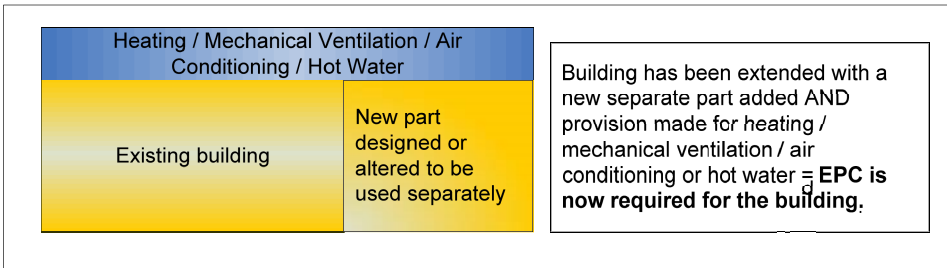 Heating / Mechanical Ventilation / Air
Conditioning / Hot Water
Existing building
New part
designed or
altered to be
used separately
Building has been extended with a
new separate part added AND
provision made for heating /
mechanical ventilation / air
conditioning or hot water = EPC is
now required for the building.